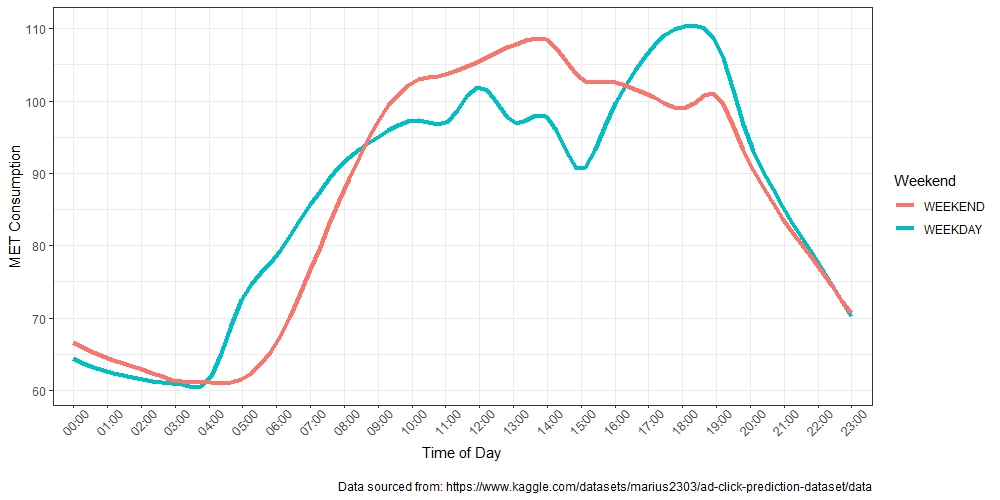 110
100
90
80
70
60
MET Consumption
00:00 01:00 02:00 03:00 04:00 05:00 06:00 07:00 08:00 09:00 10:00 11:00 12:00 13:00 14:00 15:00 16:00 17:00 18:00 19:00 20:00 21:00 22:00 23:00
Time of Day
Weekend
WEEKEND
WEEKDAY
Data sourced from: https://www.kaggle.com/datasets/marius2303/ad-click-prediction-dataset/data